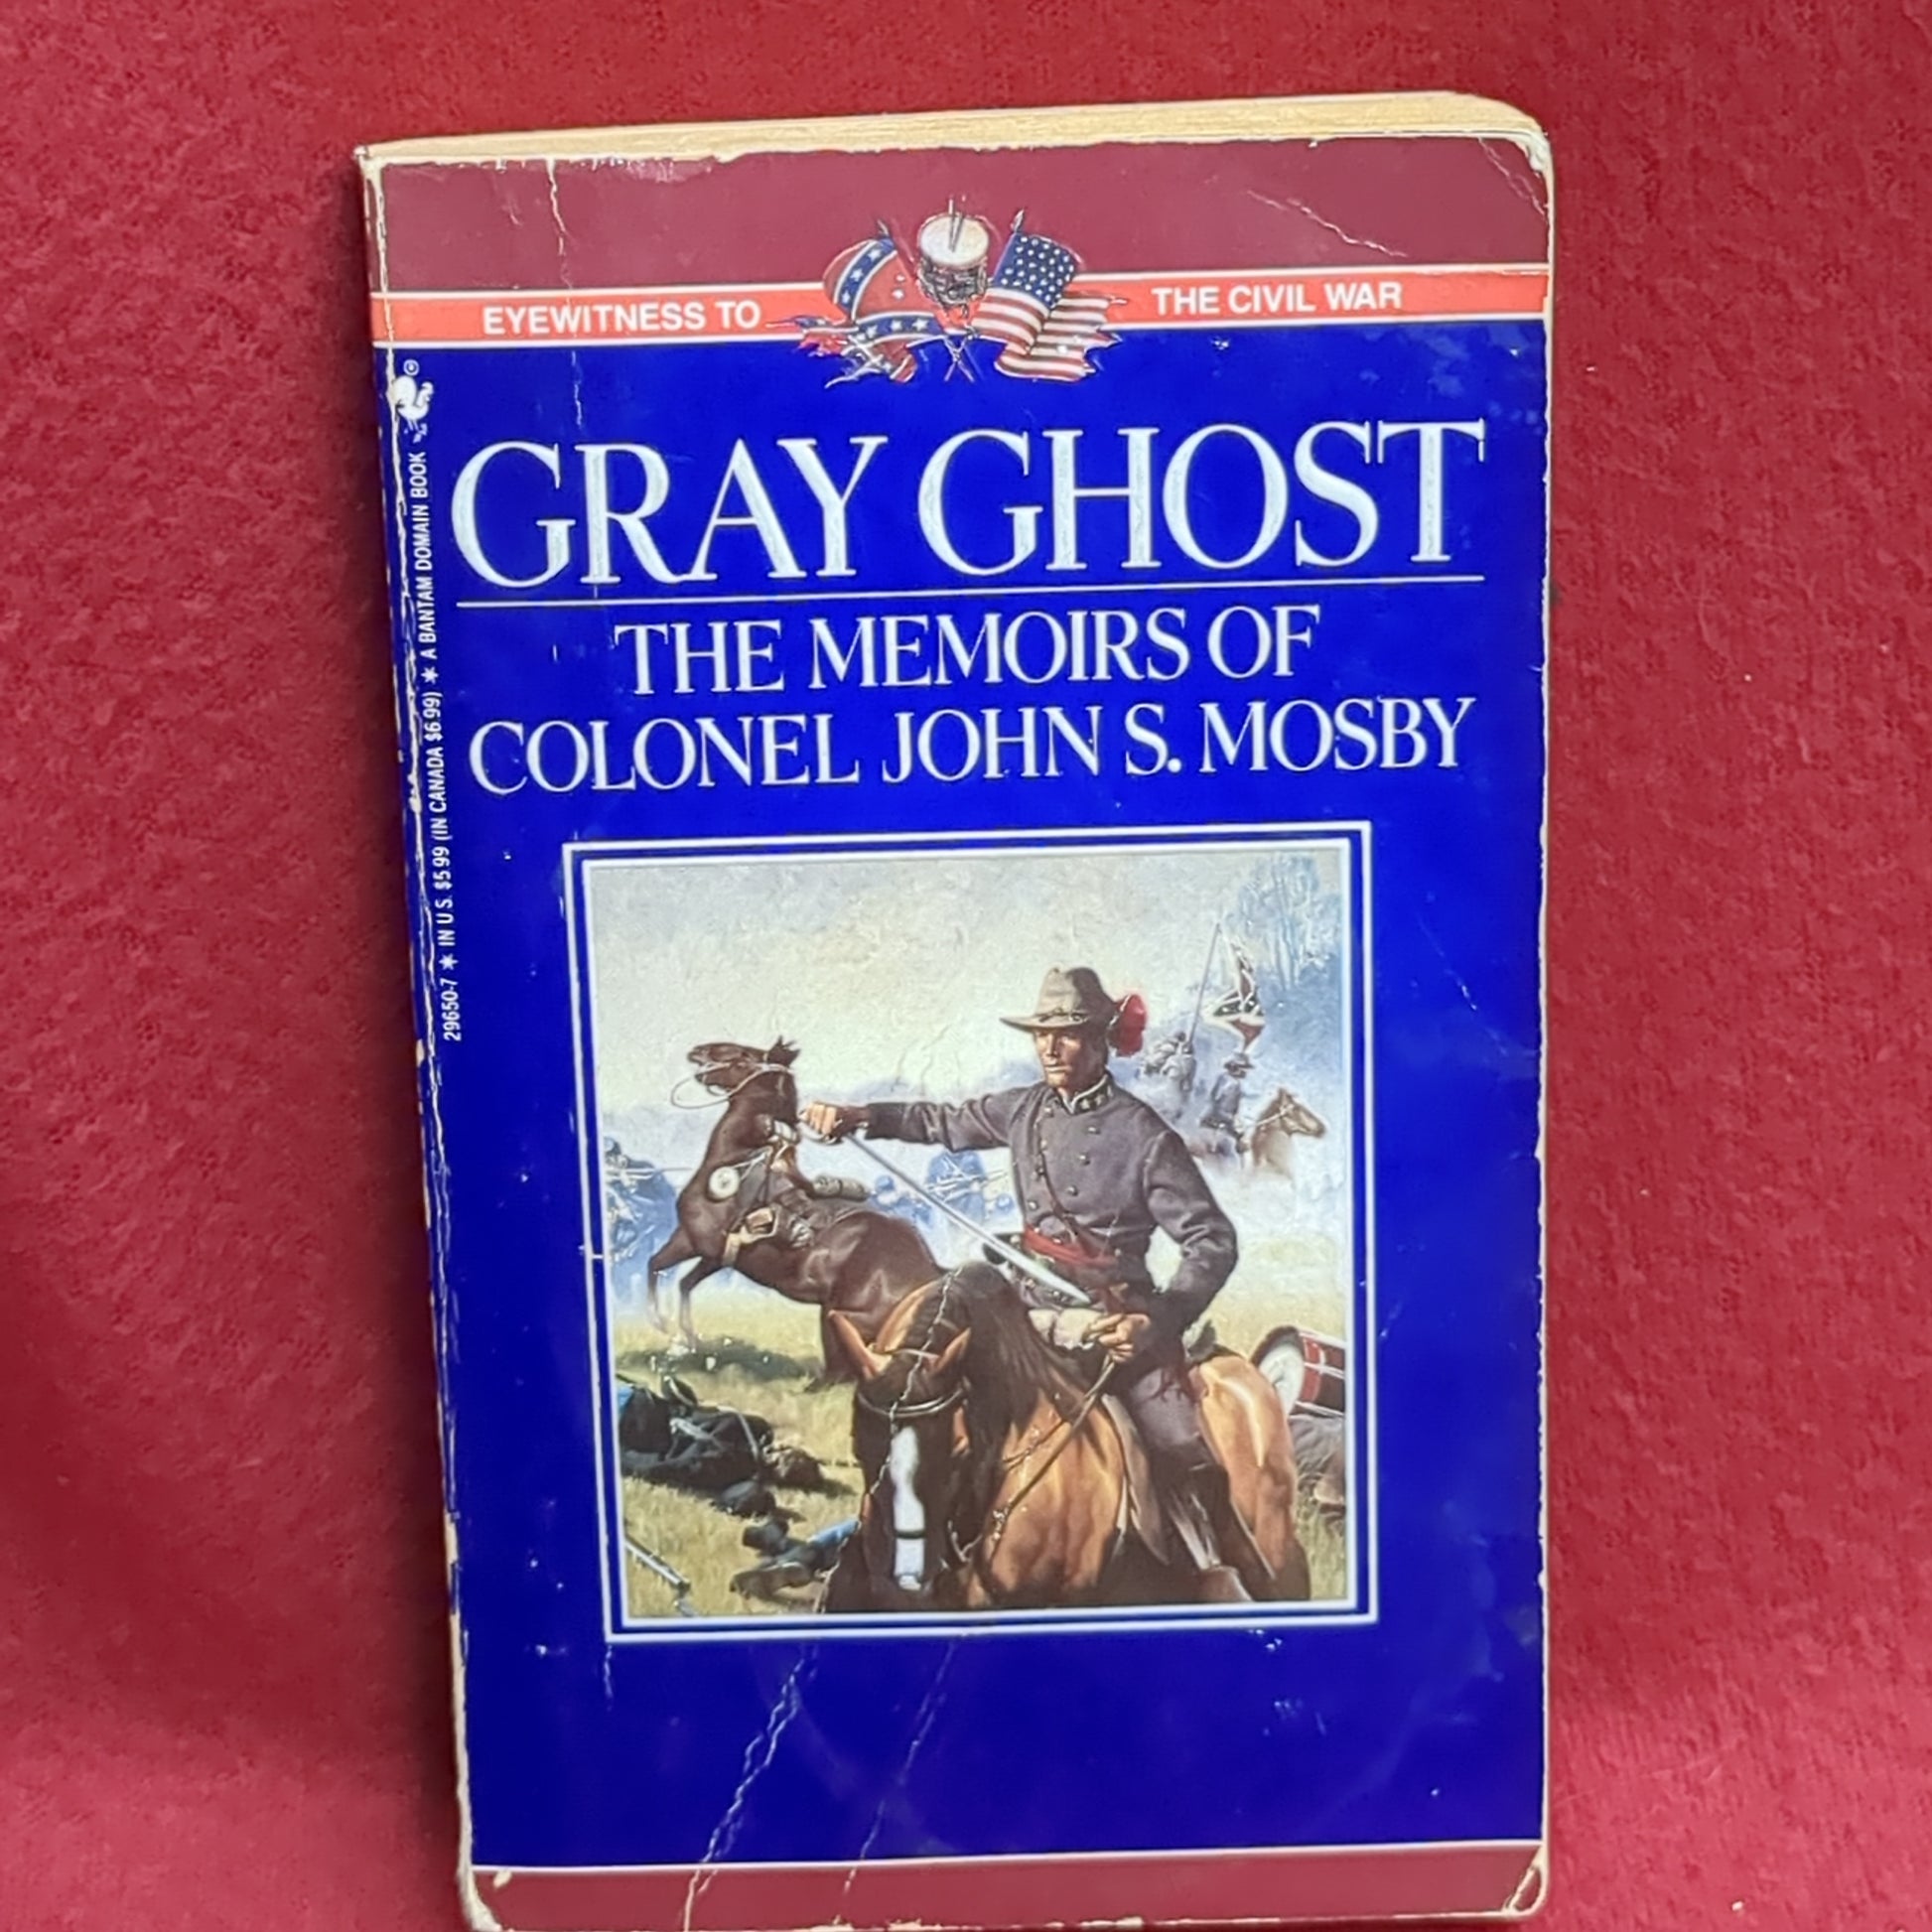 EYEWITNESS TO THE CIVIL WAR
GRAY GHOST
THE MEMOIRS OF
COLONEL JOHN S. MOSBY
29650-7 * IN U.S. $5.99 (IN CANADA $6.99) * A BANTAM DOMAIN BOOK